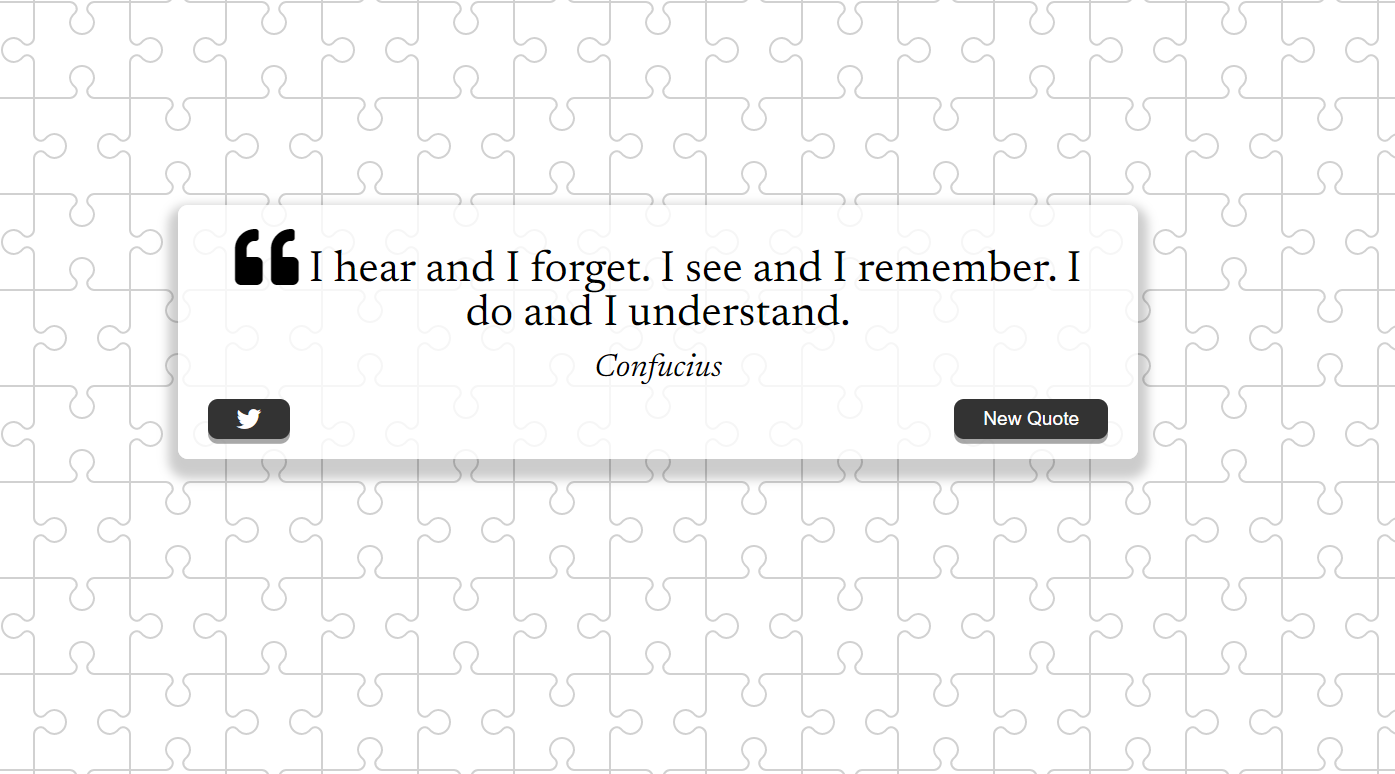 I hear and I forget. I see and I remember. I
do and I understand.
Confucius
New Quote